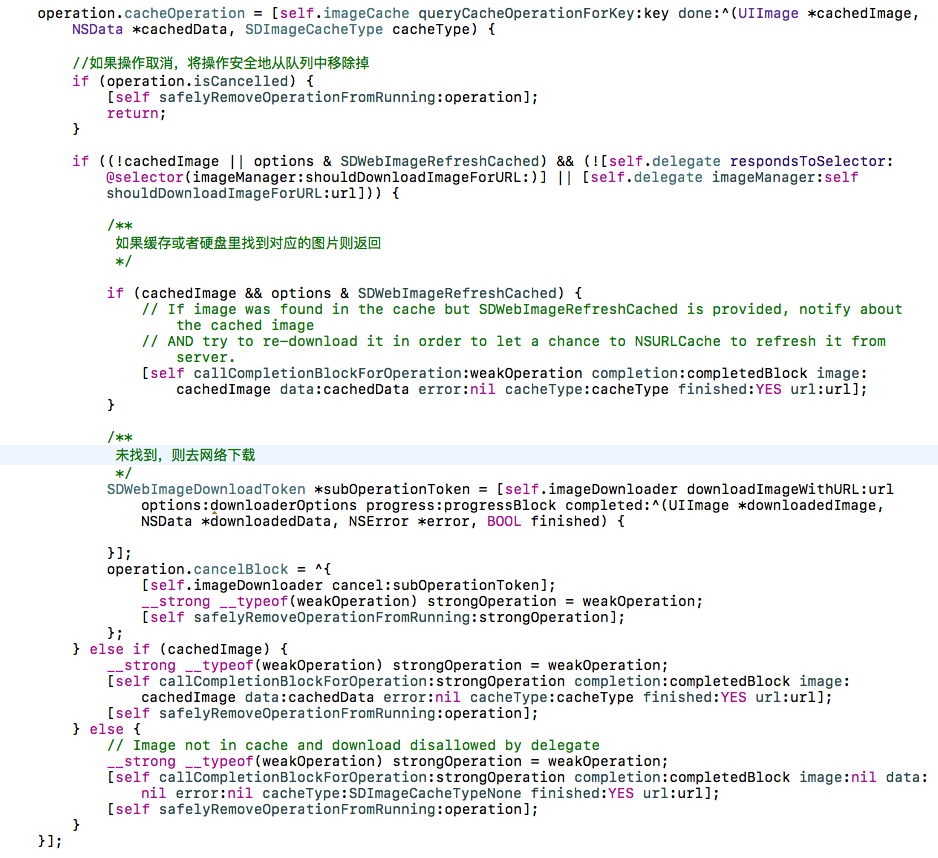 operation.cacheOperation = [self.imageCache queryCacheOperationForKey:key done:^(UIImage *cachedImage,
NSData *cachedData, SDImageCacheType cacheType) {
//如果操作取消，将操作安全地从队列中移除掉
if (operation.isCancelled) {
[self safelyRemoveOperationFromRunning:operation];
return;
}
if ((!cachedImage || options & SDWebImageRefreshCached) && (![self.delegate respondsToSelector:
@selector(imageManager:shouldDownloadImageForURL:)] || [self.delegate imageManager:self
shouldDownloadImageForURL:url])) {
/**
如果缓存或者硬盘里找到对应的图片则返回
*/
if (cachedImage && options & SDWebImageRefreshCached) {
// If image was found in the cache but SDWebImageRefreshCached is provided, notify about
the cached image
// AND try to re-download it in order to let a chance to NSURLCache to refresh it from
server.
[self callCompletionBlockForOperation:weakOperation completion:completedBlock image:
cachedImage data:cachedData error:nil cacheType:cacheType finished:YES url:url];
}
/**
未找到，则去网络下载
*/
SDWebImageDownloadToken *subOperationToken = [self.imageDownloader downloadImageWithURL:url
options:downloaderOptions progress:progressBlock completed:^(UIImage *downloadedImage,
NSData *downloadedData, NSError *error, BOOL finished) {
}];
operation.cancelBlock = ^{
[self.imageDownloader cancel:subOperationToken];
__strong __typeof(weakOperation) strongOperation = weakOperation;
[self safelyRemoveOperationFromRunning:strongOperation];
};
} else if (cachedImage) {
__strong __typeof(weakOperation) strongOperation = weakOperation;
[self callCompletionBlockForOperation:strongOperation completion:completedBlock image:
cachedImage data:cachedData error:nil cacheType:cacheType finished:YES url:url];
[self safelyRemoveOperationFromRunning:operation];
} else {
// Image not in cache and download disallowed by delegate
__strong __typeof(weakOperation) strongOperation = weakOperation;
[self callCompletionBlockForOperation:strongOperation completion:completedBlock image:nil data:
nil error:nil cacheType:SDImageCacheTypeNone finished:YES url:url];
[self safelyRemoveOperationFromRunning:operation];
}
}];